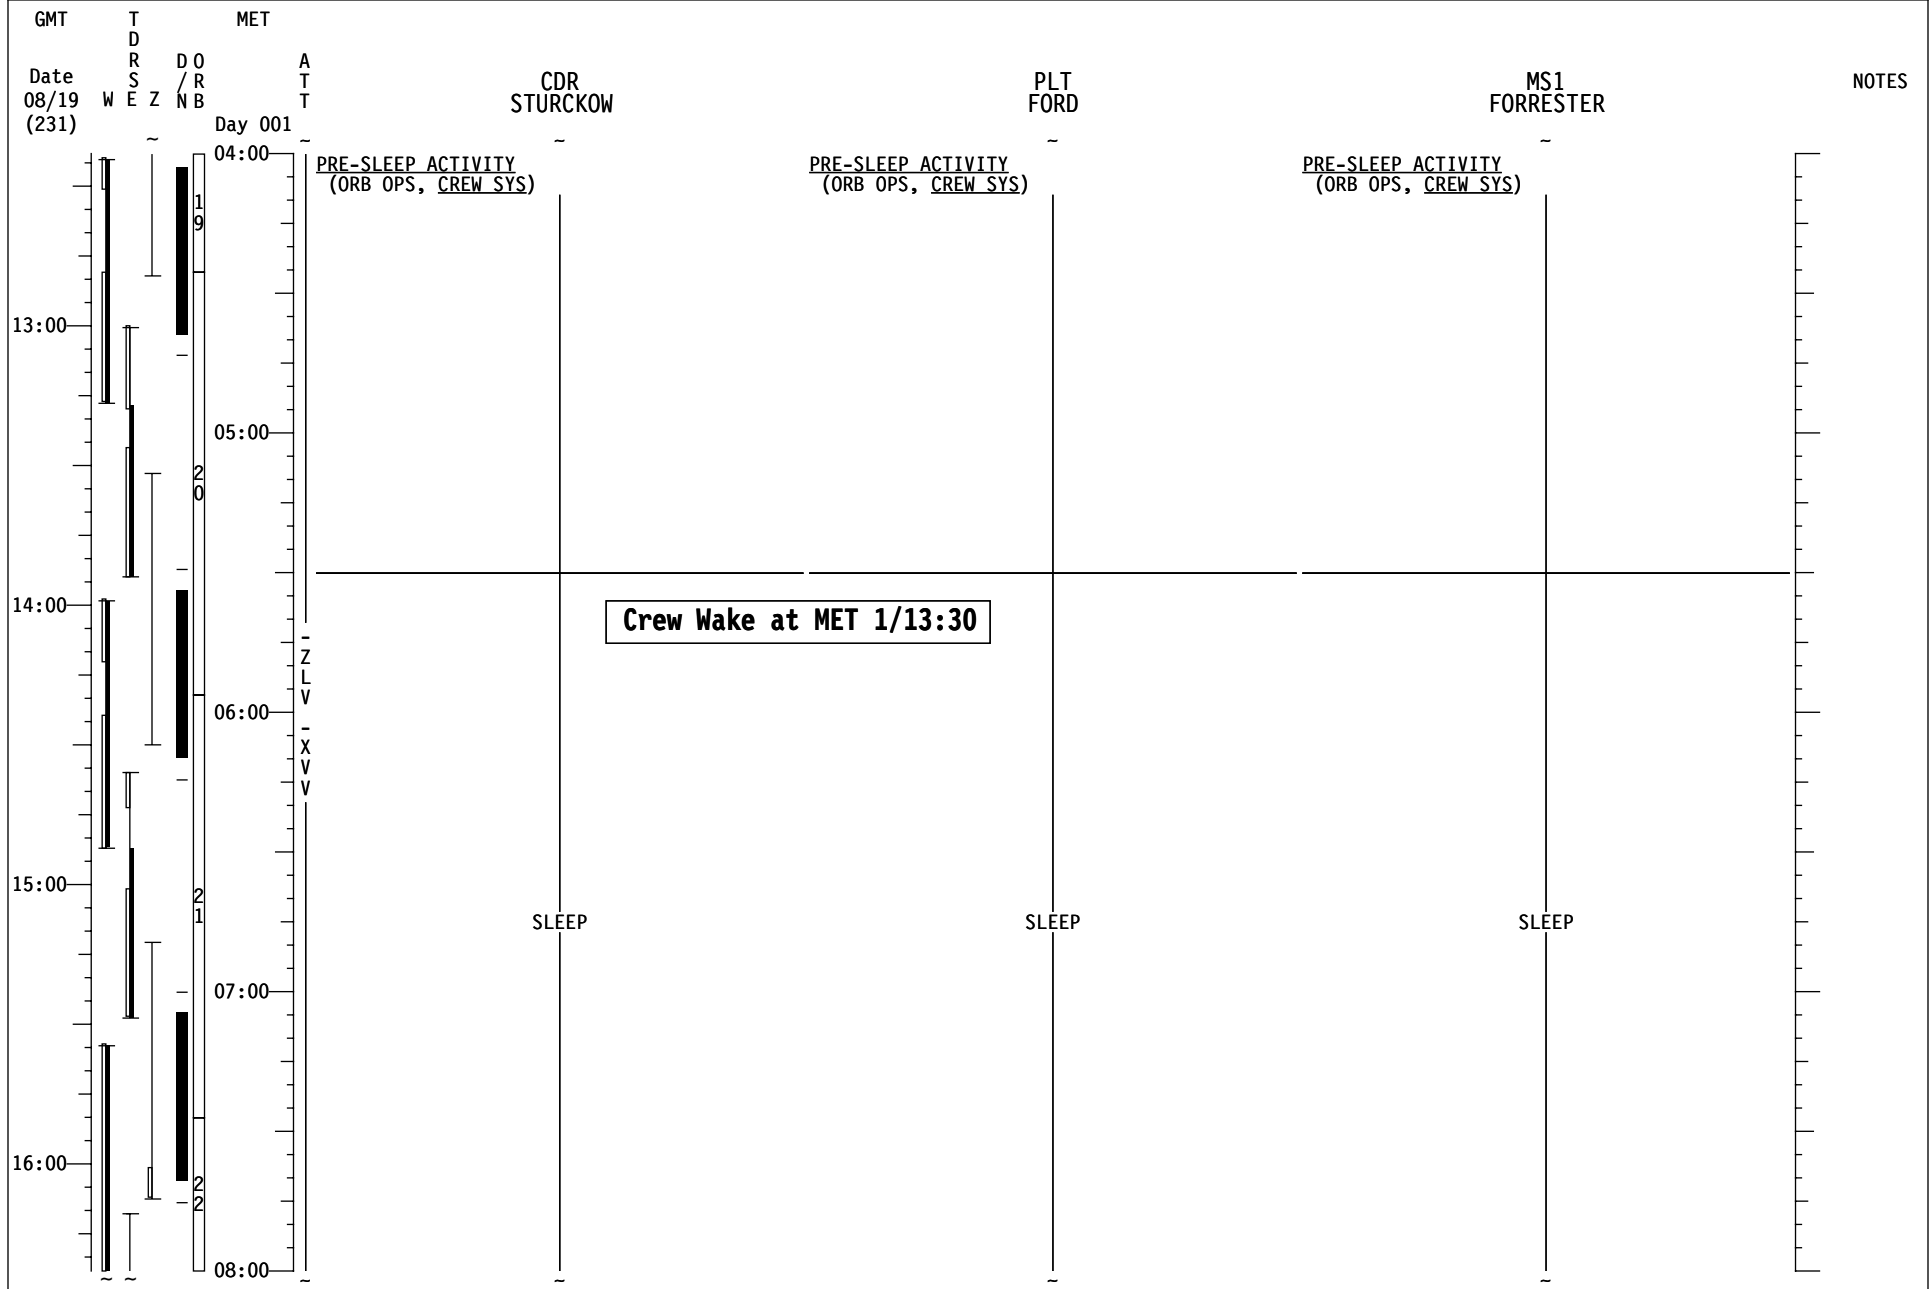 GMT
TDRS
MET
Date
08/19
(231)
W E Z
D/N
ORB
Day 001
ATT
CDR
STURCKOW
PLT
FORD
MS1
FORRESTER
NOTES
~
~
~
~
~
04:00
PRE-SLEEP ACTIVITY
(ORB OPS, CREW SYS)
PRE-SLEEP ACTIVITY
(ORB OPS, CREW SYS)
PRE-SLEEP ACTIVITY
(ORB OPS, CREW SYS)
19
13:00
05:00
20
14:00
Crew Wake at MET 1/13:30
-ZLV
06:00
-XVV
15:00
21
SLEEP
SLEEP
SLEEP
07:00
16:00
22
08:00
~ ~
~
~
~
~